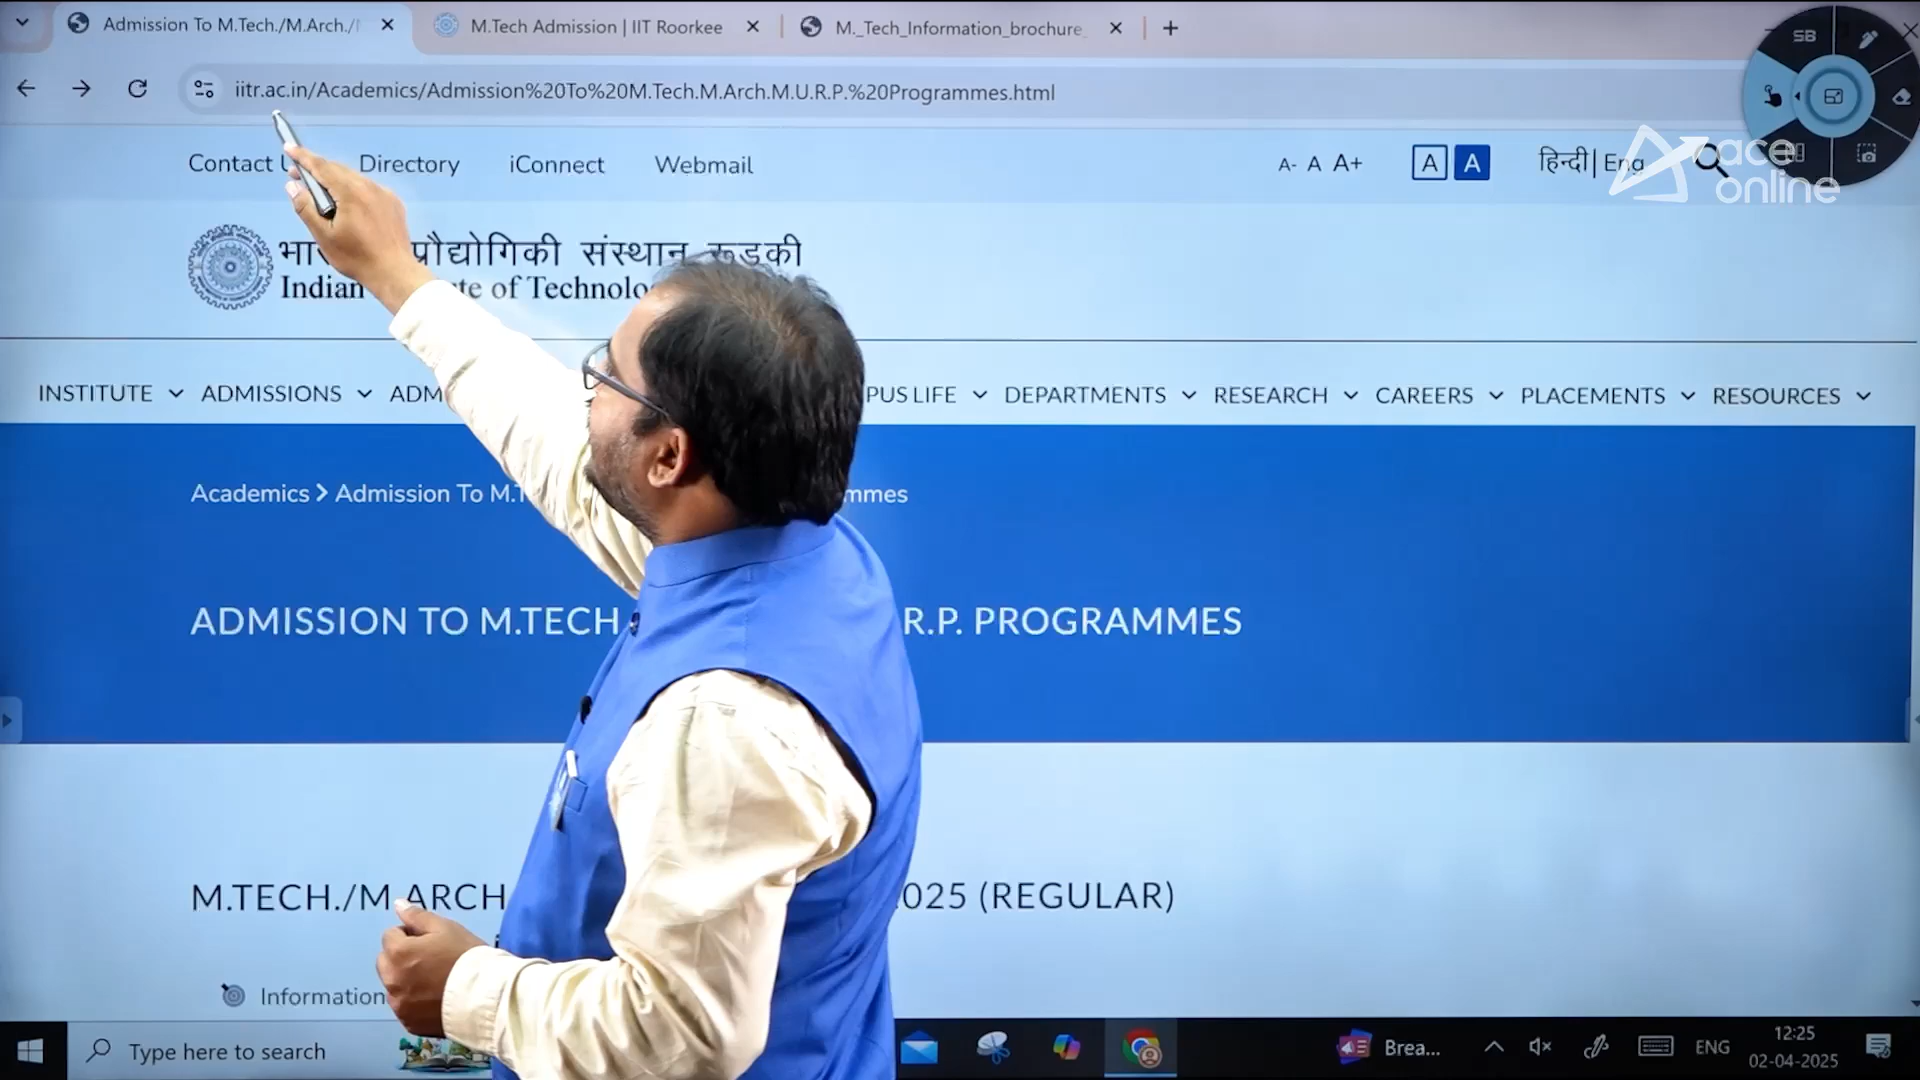 Admission To M.Tech./M.Arch./
M.Tech Admission | IIT Roorkee
M._Tech_Information_brochure_
SB
iitr.ac.in/Academics/Admission%20To%20M.Tech.M.Arch.M.U.R.P.%20Programmes.html
Contact U
Directory
iConnect
Webmail
A- A A+
A A
हिन्दी| Eng
ace
online
भा प्रौद्योगिकी संस्थान रूड़की
Indian te of Technolo
INSTITUTE
ADMISSIONS
ADM
PUS LIFE
DEPARTMENTS
RESEARCH
CAREERS
PLACEMENTS
RESOURCES
Academics > Admission To M.T mmes
ADMISSION TO M.TECH R.P. PROGRAMMES
M.TECH./M.ARCH 025 (REGULAR)
Information
Type here to search
Brea...
ENG
12:25
02-04-2025